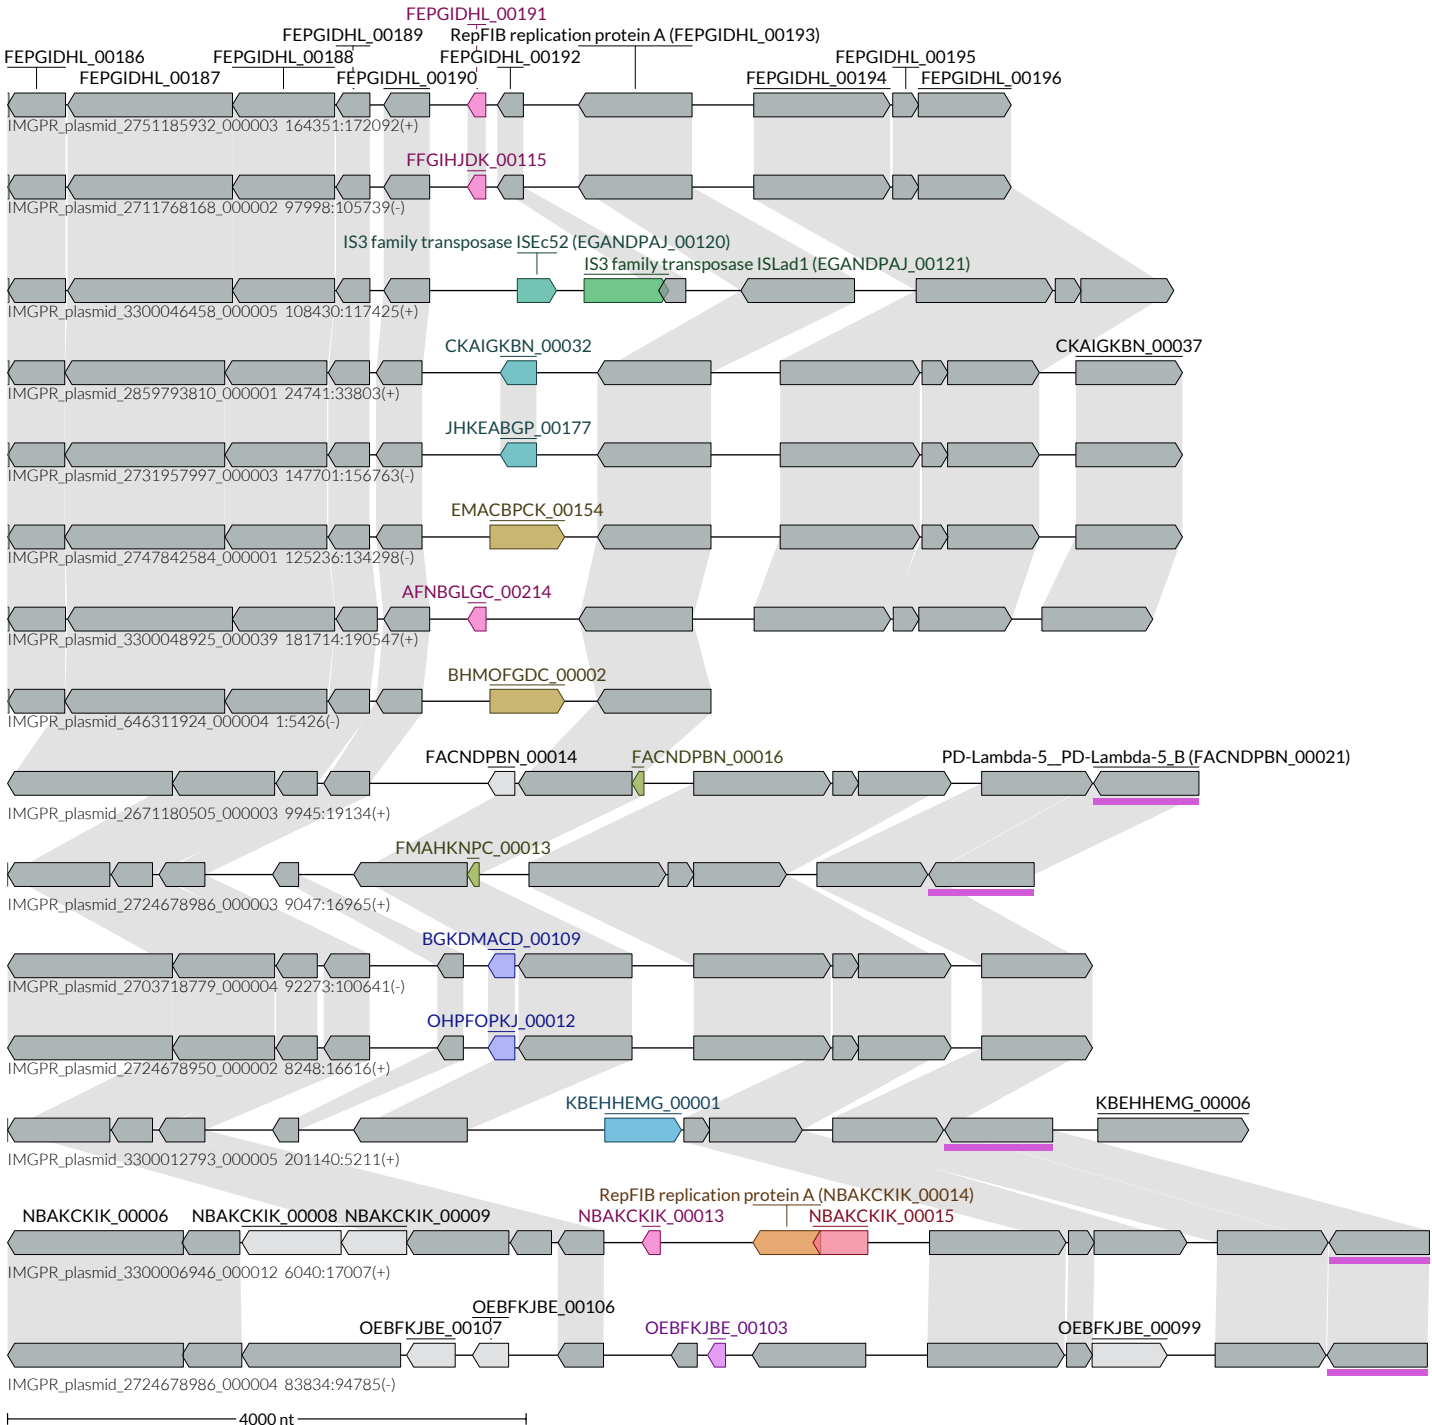 FEPGIDHL_00191
FEPGIDHL_00189 RepFIB replication protein A (FEPGIDHL_00193)
FEPGIDHL_00186 FEPGIDHL_00188 FEPGIDHL_00192 FEPGIDHL_00195
FEPGIDHL_00187 FEPGIDHL_00190 FEPGIDHL_00194 FEPGIDHL_00196
IMGPR_plasmid_2751185932_000003 164351:172092(+)
FFGIHJDK_00115
IMGPR_plasmid_2711768168_000002 97998:105739(-)
IS3 family transposase ISEc52 (EGANDPAJ_00120)
IS3 family transposase ISLad1 (EGANDPAJ_00121)
IMGPR_plasmid_3300046458_000005 108430:117425(+)
CKAIGKBN_00032 CKAIGKBN_00037
IMGPR_plasmid_2859793810_000001 24741:33803(+)
JHKEABGP_00177
IMGPR_plasmid_2731957997_000003 147701:156763(-)
EMACBPCK_00154
IMGPR_plasmid_2747842584_000001 125236:134298(-)
AFNBGLGC_00214
IMGPR_plasmid_3300048925_000039 181714:190547(+)
BHMOFGDC_00002
IMGPR_plasmid_646311924_000004 1:5426(-)
FACNDPBN_00014 FACNDPBN_00016 PD-Lambda-5__PD-Lambda-5_B (FACNDPBN_00021)
IMGPR_plasmid_2671180505_000003 9945:19134(+)
FMAHKNPC_00013
IMGPR_plasmid_2724678986_000003 9047:16965(+)
BGKDMACD_00109
IMGPR_plasmid_2703718779_000004 92273:100641(-)
OHPFOPKJ_00012
IMGPR_plasmid_2724678950_000002 8248:16616(+)
KBEHHEMG_00001 KBEHHEMG_00006
IMGPR_plasmid_3300012793_000005 201140:5211(+)
RepFIB replication protein A (NBAKCKIK_00014)
NBAKCKIK_00006 NBAKCKIK_00008 NBAKCKIK_00009 NBAKCKIK_00013 NBAKCKIK_00015
IMGPR_plasmid_3300006946_000012 6040:17007(+)
OEBFKJBE_00106
OEBFKJBE_00107 OEBFKJBE_00103 OEBFKJBE_00099
IMGPR_plasmid_2724678986_000004 83834:94785(-)
4000 nt